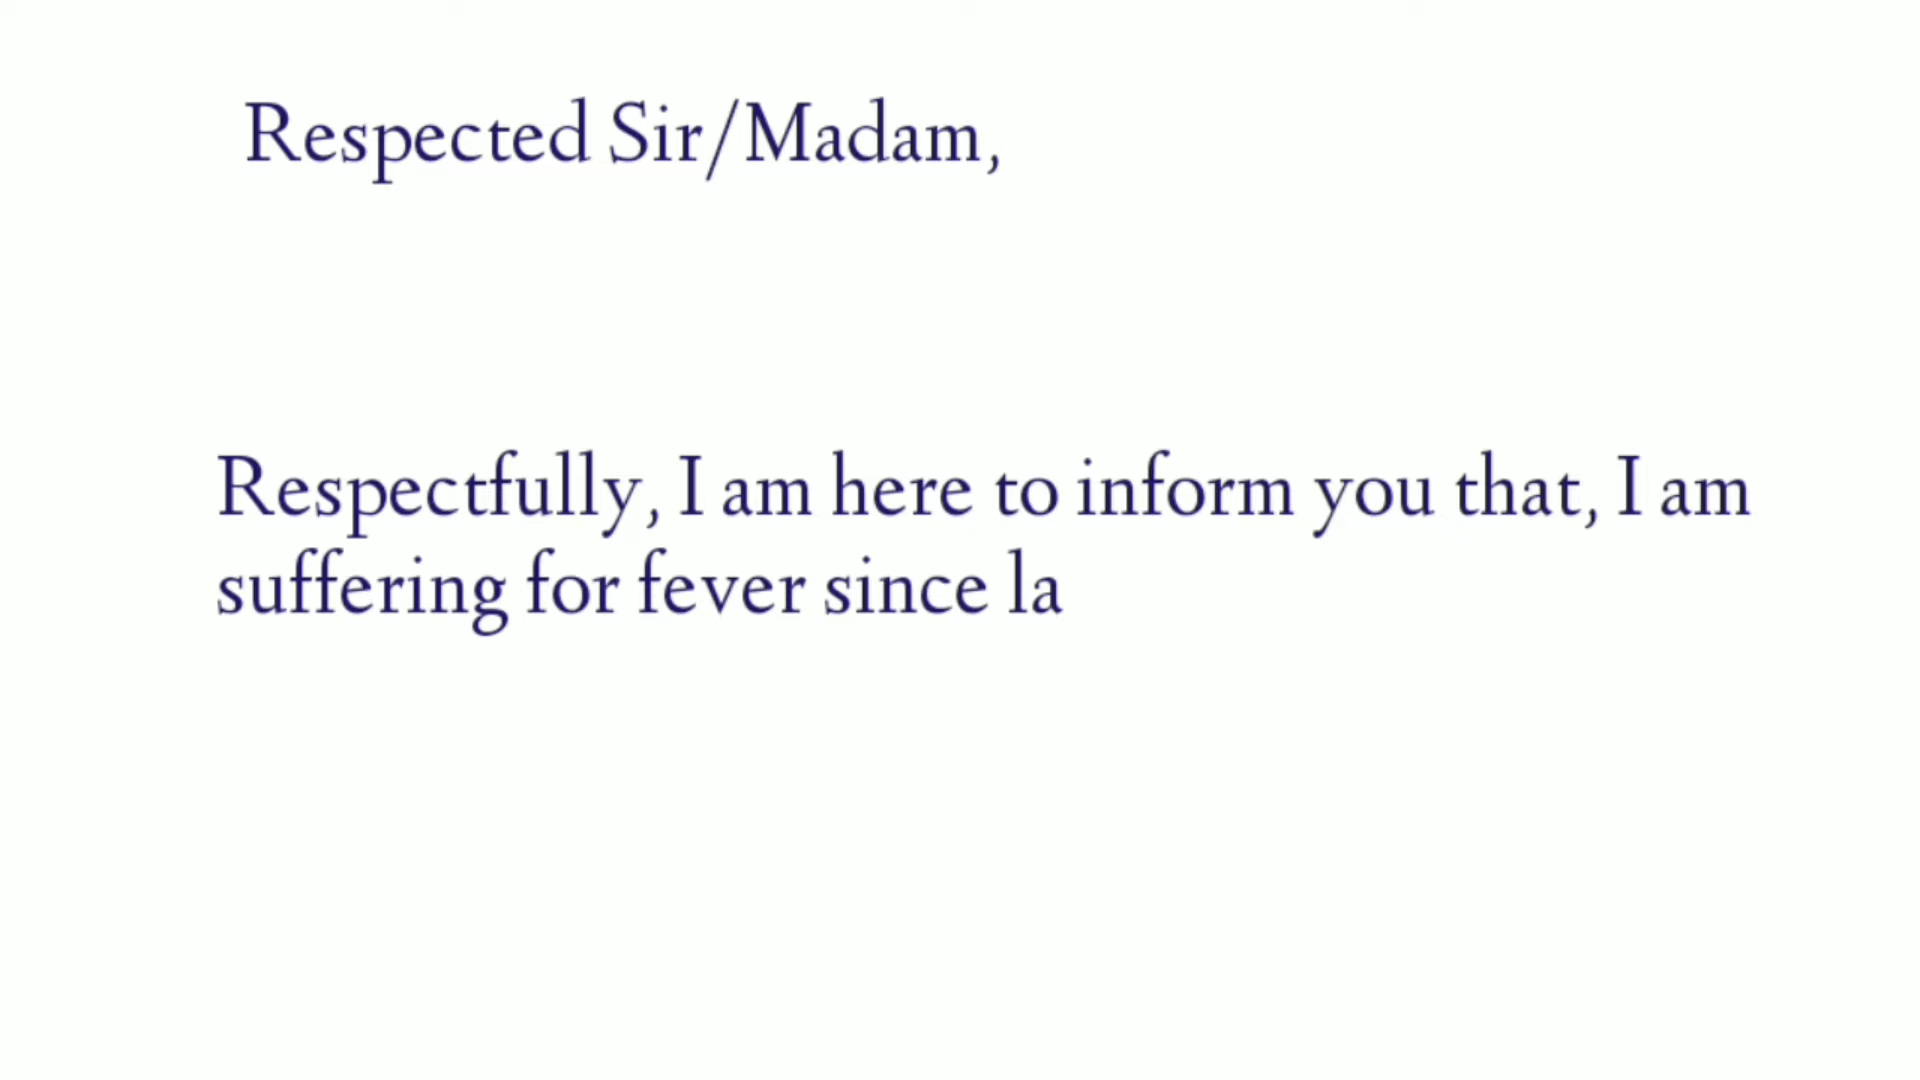 Respected Sir/Madam,
Respectfully, I am here to inform you that, I am
suffering for fever since la